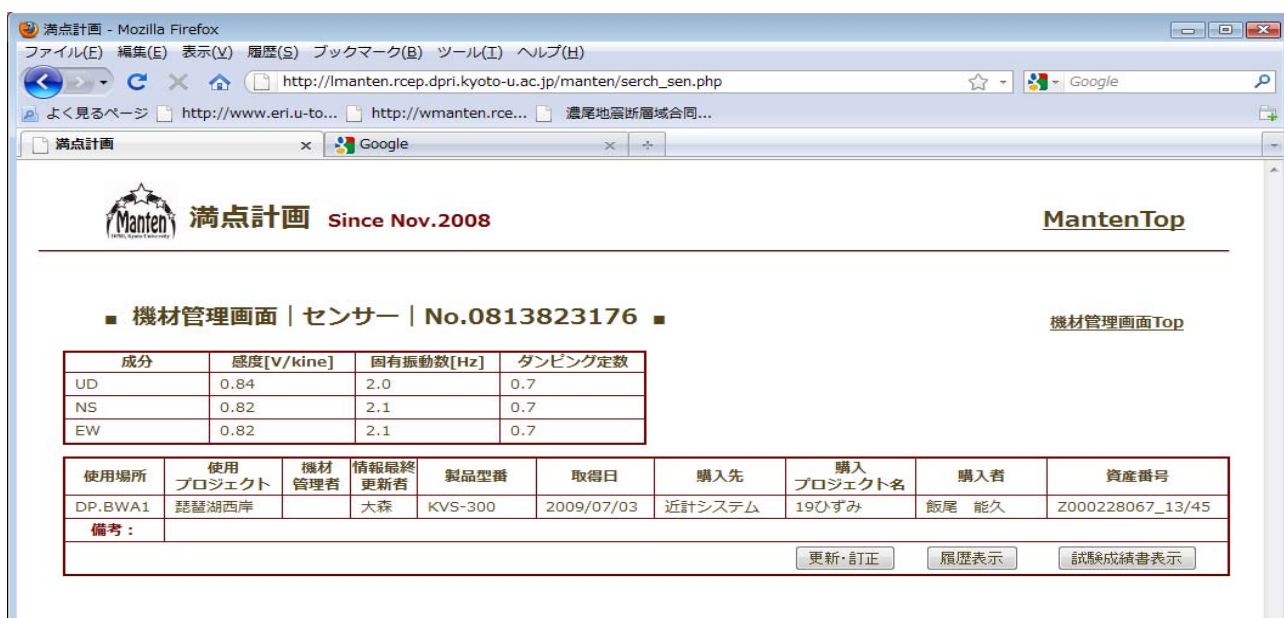 満点計画 - Mozilla Firefox
ファイル(F) 編集(E) 表示(V) 履歴(S) ブックマーク(B) ツール(T) ヘルプ(H)
http://lmanten.rcep.dpri.kyoto-u.ac.jp/manten/serch_sen.php Google
よく見るページ http://www.eri.u-to... http://wmanten.rce... 濃尾地震断層域合同...
満点計画 Google
Manten 満点計画 Since Nov.2008 MantenTop
■ 機材管理画面｜センサー｜No.0813823176 ■ 機材管理画面Top
成分 感度[V/kine] 固有振動数[Hz] ダンピング定数
UD 0.84 2.0 0.7
NS 0.82 2.1 0.7
EW 0.82 2.1 0.7
使用場所 使用プロジェクト 機材管理者 情報最終更新者 製品型番 取得日 購入先 購入プロジェクト名 購入者 資産番号
DP.BWA1 琵琶湖西岸 大森 KVS-300 2009/07/03 近計システム 19ひずみ 飯尾 能久 Z000228067_13/45
備考：
更新・訂正 履歴表示 試験成績書表示